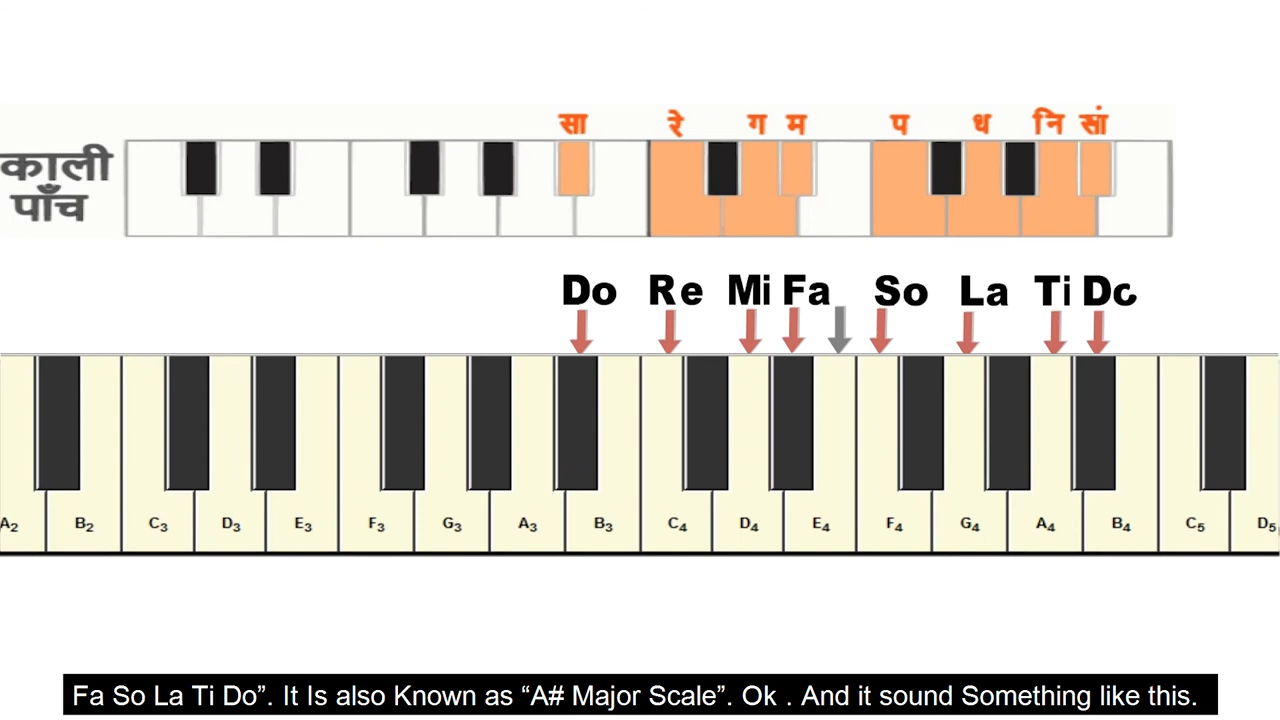 सा रे ग म प ध नि सां
काली
पाँच
Do Re Mi Fa So La Ti Do
A2 B2 C3 D3 E3 F3 G3 A3 B3 C4 D4 E4 F4 G4 A4 B4 C5 D5
Fa So La Ti Do”. It Is also Known as “A# Major Scale”. Ok . And it sound Something like this.